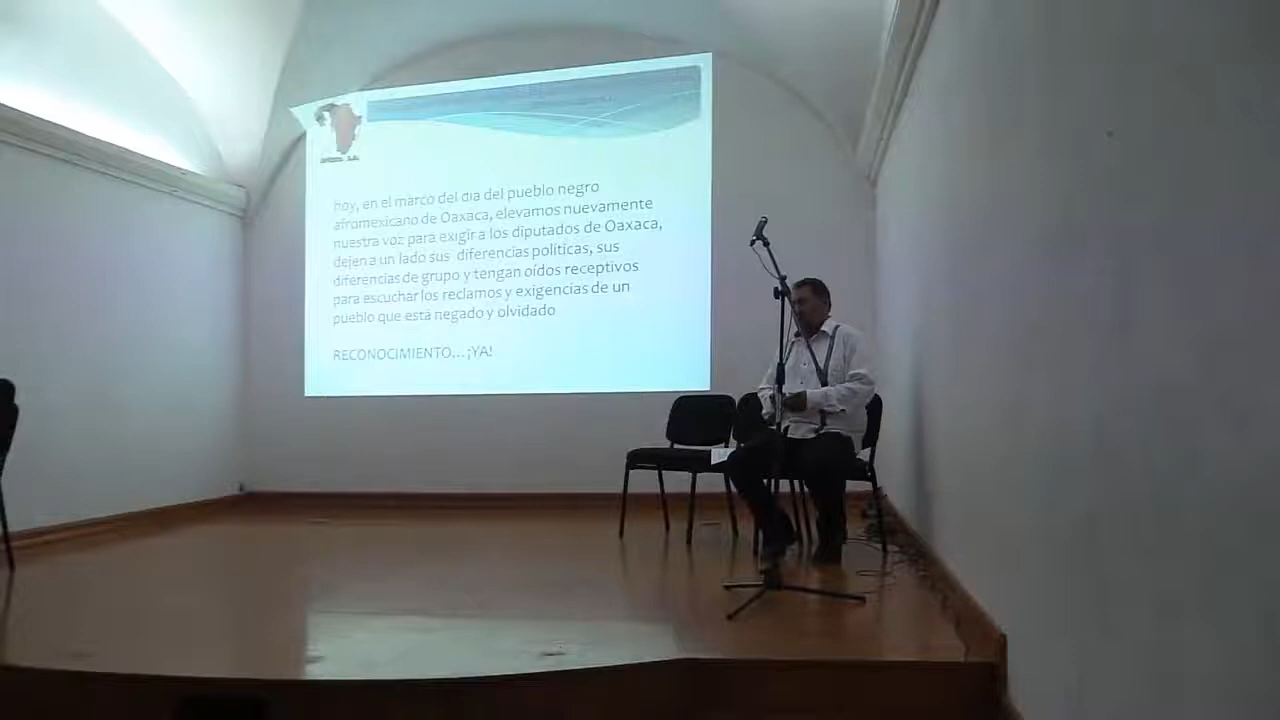 hoy, en el marco del dia del pueblo negro
afromexicano de Oaxaca, elevamos nuevamente
nuestra voz para exigir a los diputados de Oaxaca,
dejen a un lado sus diferencias políticas, sus
diferencias de grupo y tengan oídos receptivos
para escuchar los reclamos y exigencias de un
pueblo que está negado y olvidado
RECONOCIMIENTO...¡YA!